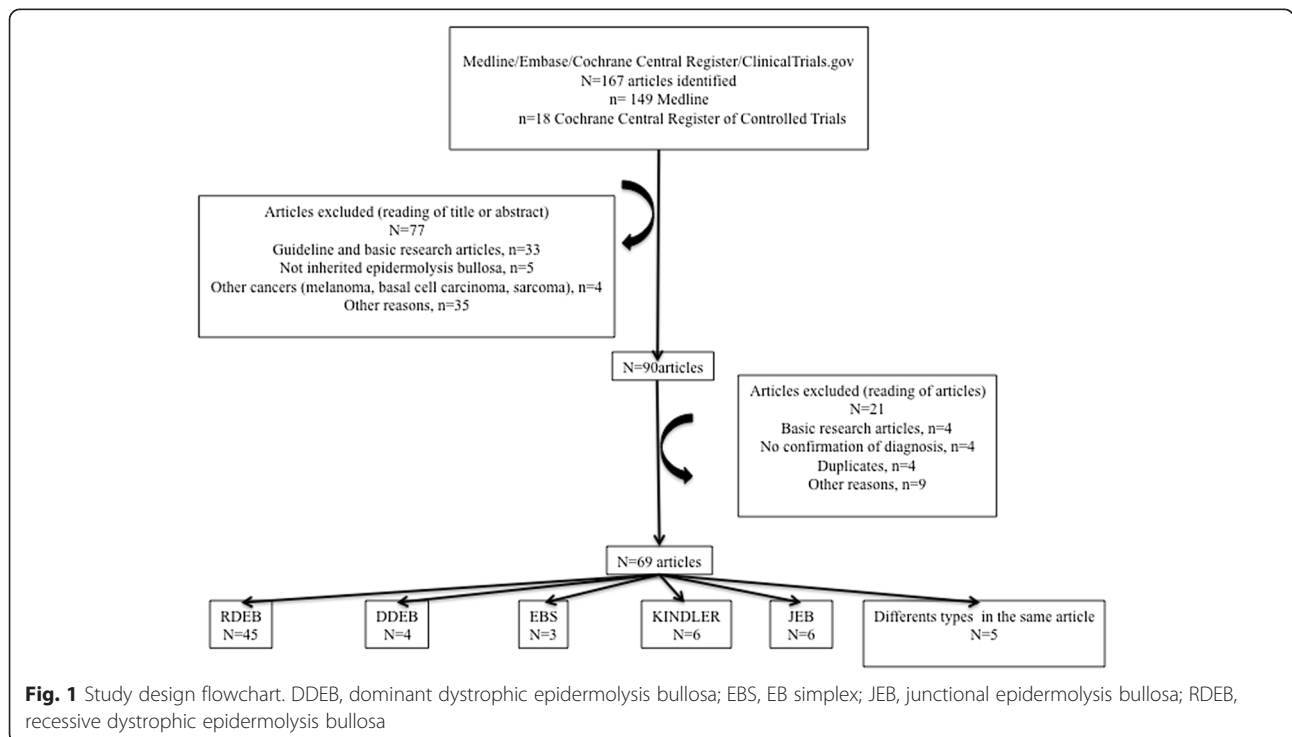 Medline/Embase/Cochrane Central Register/ClinicalTrials.gov
N=167 articles identified
n= 149 Medline
n=18 Cochrane Central Register of Controlled Trials
Articles excluded (reading of title or abstract)
N=77
Guideline and basic research articles, n=33
Not inherited epidermolysis bullosa, n=5
Other cancers (melanoma, basal cell carcinoma, sarcoma), n=4
Other reasons, n=35
N=90articles
Articles excluded (reading of articles)
N=21
Basic research articles, n=4
No confirmation of diagnosis, n=4
Duplicates, n=4
Other reasons, n=9
N=69 articles
RDEB
N=45
DDEB
N=4
EBS
N=3
KINDLER
N=6
JEB
N=6
Differents types in the same article
N=5
Fig. 1 Study design flowchart. DDEB, dominant dystrophic epidermolysis bullosa; EBS, EB simplex; JEB, junctional epidermolysis bullosa; RDEB,
recessive dystrophic epidermolysis bullosa